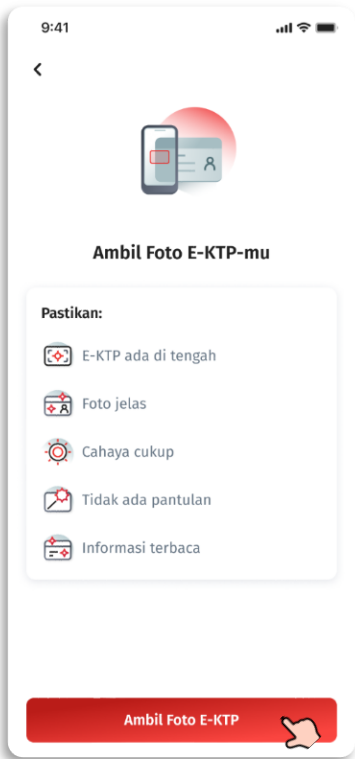 9:41
Ambil Foto E-KTP-mu
Pastikan:
E-KTP ada di tengah
Foto jelas
Cahaya cukup
Tidak ada pantulan
Informasi terbaca
Ambil Foto E-KTP